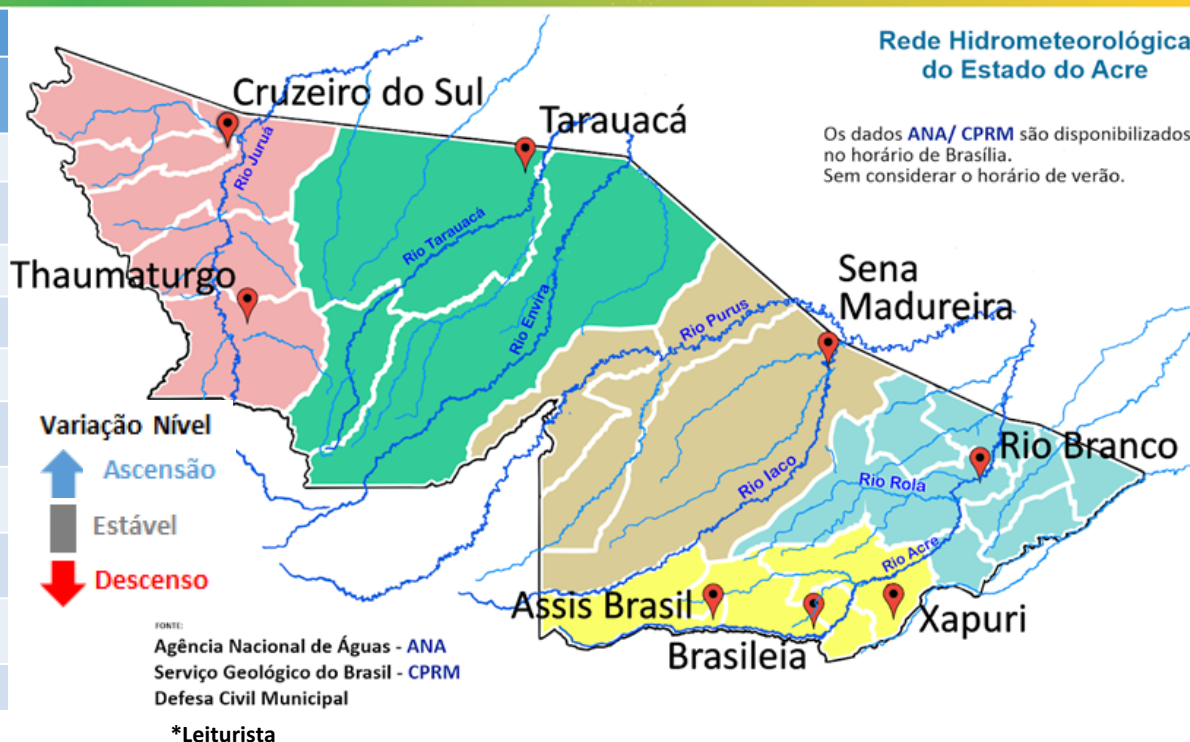 Rede Hidrometeorológica
do Estado do Acre
Os dados ANA/ CPRM são disponibilizados
no horário de Brasília.
Sem considerar o horário de verão.
Cruzeiro do Sul
Tarauacá
Rio Juruá
Rio Tarauacá
Thaumaturgo
Rio Envira
Sena
Madureira
Rio Purus
Variação Nível
Ascensão
Estável
Descenso
Rio Branco
Rio Iaco
Rio Rola
Rio Acre
Assis Brasil
Xapuri
Brasileia
FONTE:
Agência Nacional de Águas - ANA
Serviço Geológico do Brasil - CPRM
Defesa Civil Municipal
*Leiturista